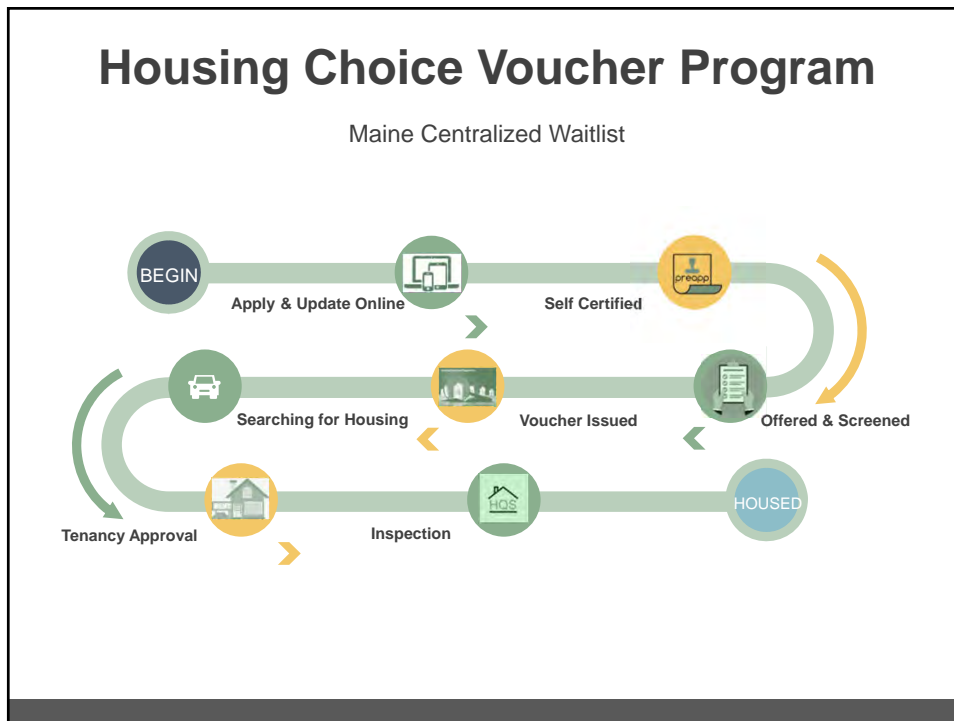 Housing Choice Voucher Program
Maine Centralized Waitlist
BEGIN
Apply & Update Online
Self Certified
preapp
Searching for Housing
Voucher Issued
Offered & Screened
Tenancy Approval
Inspection
HQS
HOUSED